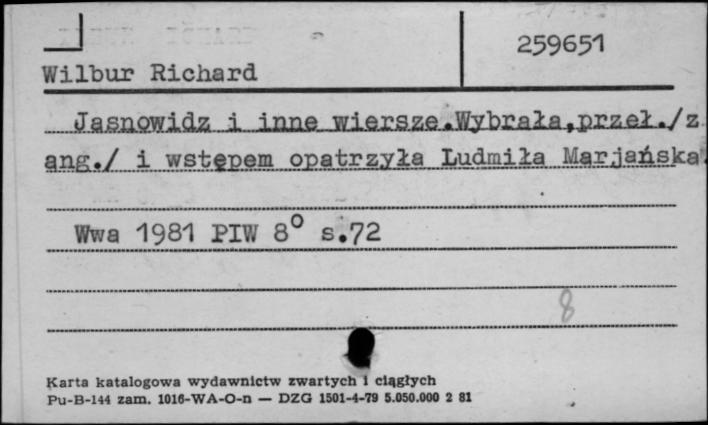 259651
Wilbur Richard
Jasnowidz i inne wiersze.Wybrała,przeł./z
ang./ i wstępem opatrzyła Ludmiła Marjańska.
Wwa 1981 PIW 8⁰ s.72
8
Karta katalogowa wydawnictw zwartych i ciągłych
Pu-B-144 zam. 1016-WA-O-n — DZG 1501-4-79 5.050.000 2 81